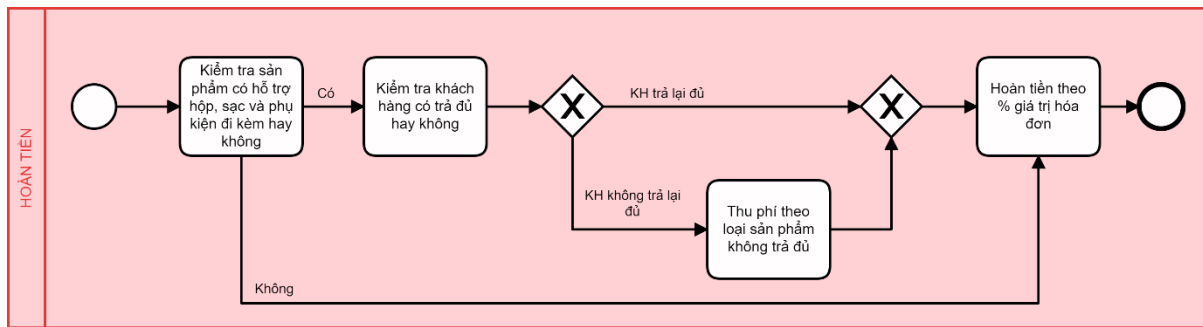 HOÀN TIỀN
Kiểm tra sản
phẩm có hỗ trợ
hộp, sạc và phụ
kiện đi kèm hay
không
Có
Kiểm tra khách
hàng có trả đủ
hay không
KH trả lại đủ
KH không trả lại
đủ
Thu phí theo
loại sản phẩm
không trả đủ
Hoàn tiền theo
% giá trị hóa
đơn
Không